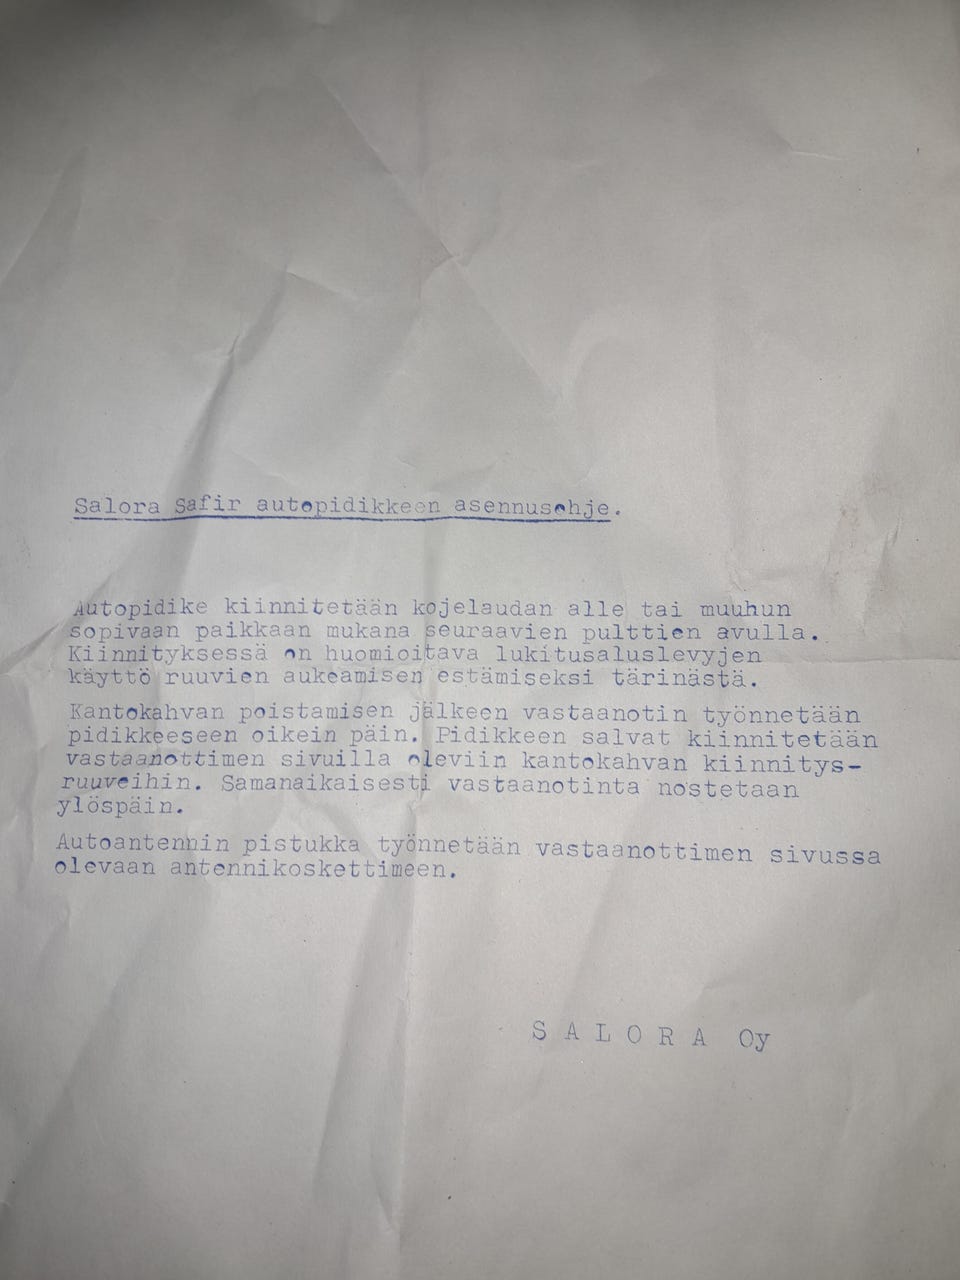 Salora Safir autopidikkeen asennusohje.
Autopidike kiinnitetään kojelaudan alle tai muuhun
sopivaan paikkaan mukana seuraavien pulttien avulla.
Kiinnityksessä on huomioitava lukitusaluslevyjen
käyttö ruuvien aukeamisen estämiseksi tärinästä.
Kantokahvan poistamisen jälkeen vastaanotin työnnetään
pidikkeeseen oikein päin. Pidikkeen salvat kiinnitetään
vastaanottimen sivuilla oleviin kantokahvan kiinnitys-
ruuveihin. Samanaikaisesti vastaanotinta nostetaan
ylöspäin.
Autoantennin pistukka työnnetään vastaanottimen sivussa
olevaan antennikoskettimeen.
S A L O R A Oy